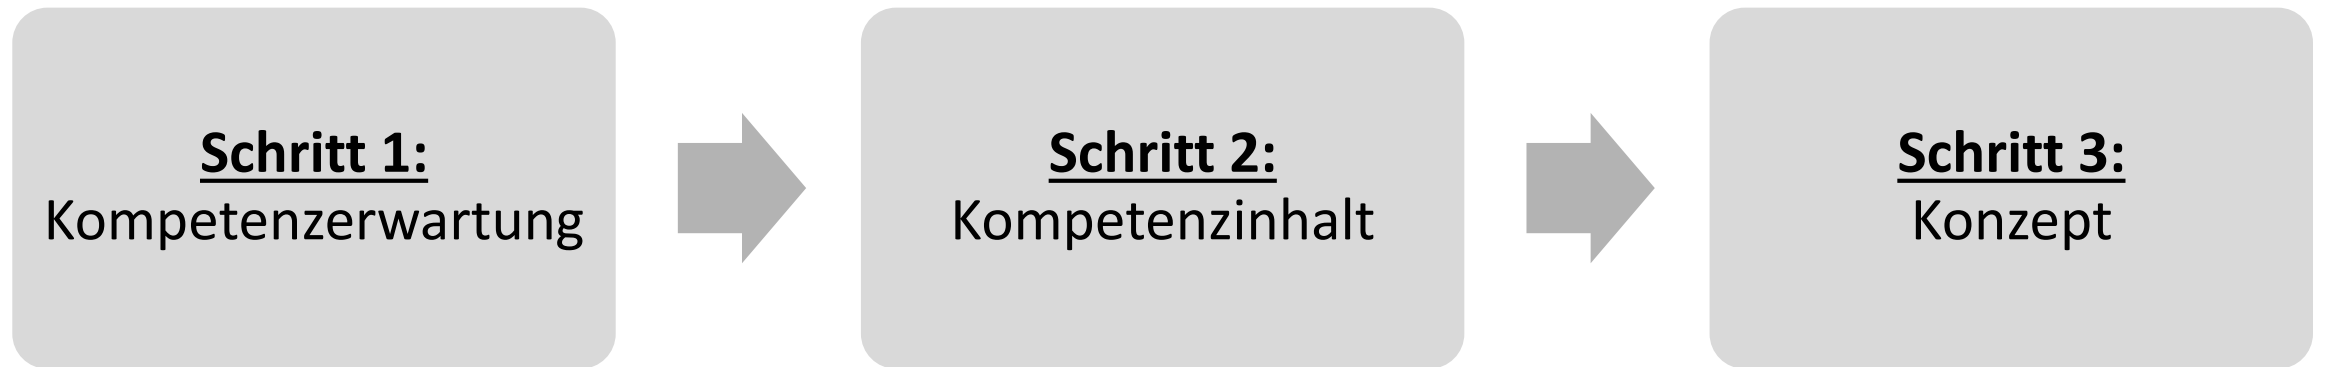 Schritt 1:
Kompetenzerwartung
Schritt 2:
Kompetenzinhalt
Schritt 3:
Konzept